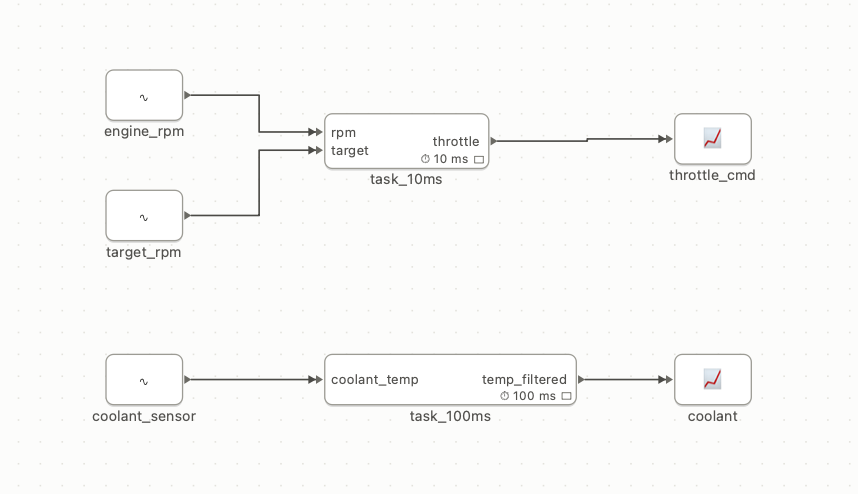 engine_rpm
rpm
target
throttle
⏱ 10 ms
task_10ms
throttle_cmd
target_rpm
coolant_temp
temp_filtered
⏱ 100 ms
coolant_sensor
task_100ms
coolant